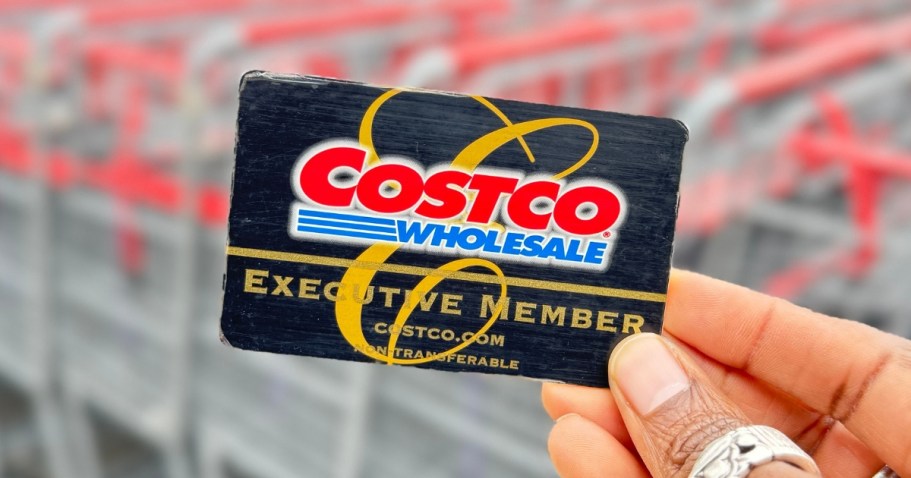 COSTCO®
WHOLESALE
EXECUTIVE MEMBER
COSTCO.COM
NON-TRANSFERABLE